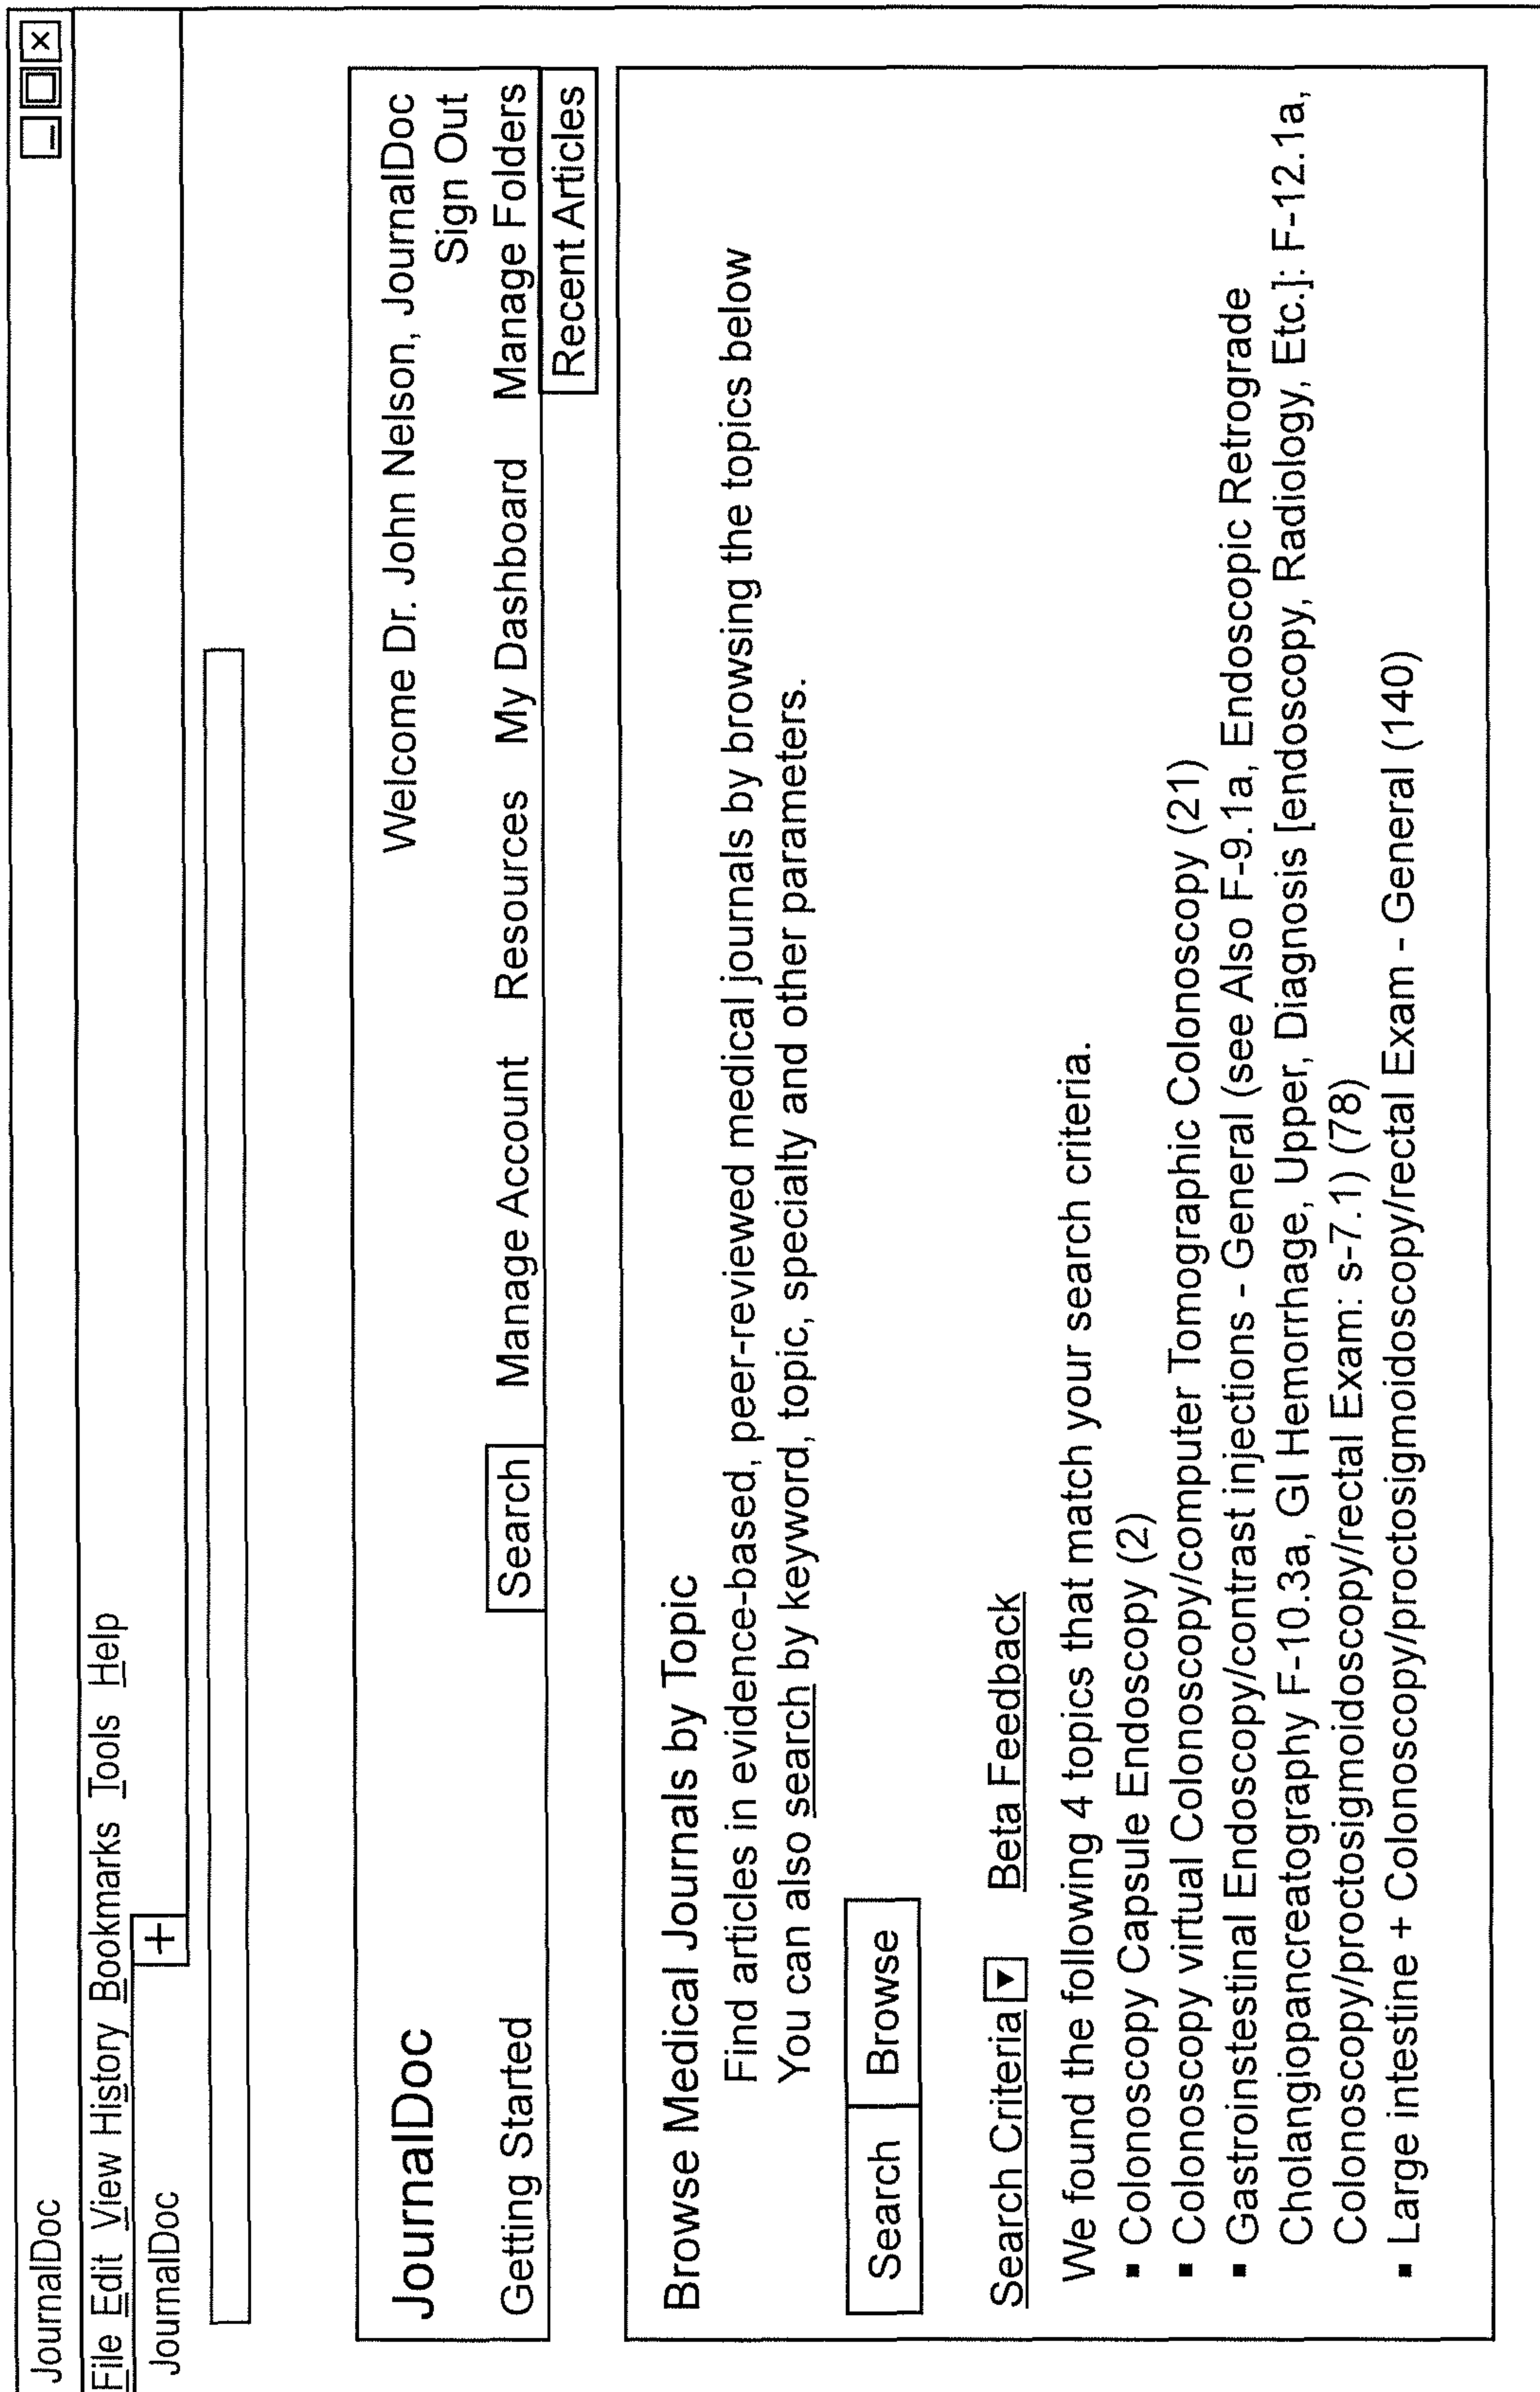 JournalDoc
File Edit View History Bookmarks Tools Help
JournalDoc +
Welcome Dr. John Nelson, JournalDoc
JournalDoc
Sign Out
Getting Started Search Manage Account Resources My Dashboard Manage Folders
Recent Articles
Browse Medical Journals by Topic
Find articles in evidence-based, peer-reviewed medical journals by browsing the topics below
You can also search by keyword, topic, specialty and other parameters.
Search Browse
Search Criteria ▼ Beta Feedback
We found the following 4 topics that match your search criteria.
▪ Colonoscopy Capsule Endoscopy (2)
▪ Colonoscopy virtual Colonoscopy/computer Tomographic Colonoscopy (21)
▪ Gastroinstestinal Endoscopy/contrast injections - General (see Also F-9.1a, Endoscopic Retrograde
Cholangiopancreatography F-10.3a, GI Hemorrhage, Upper, Diagnosis [endoscopy, Radiology, Etc.]: F-12.1a,
Colonoscopy/proctosigmoidoscopy/rectal Exam: s-7.1) (78)
▪ Large intestine + Colonoscopy/proctosigmoidoscopy/rectal Exam - General (140)